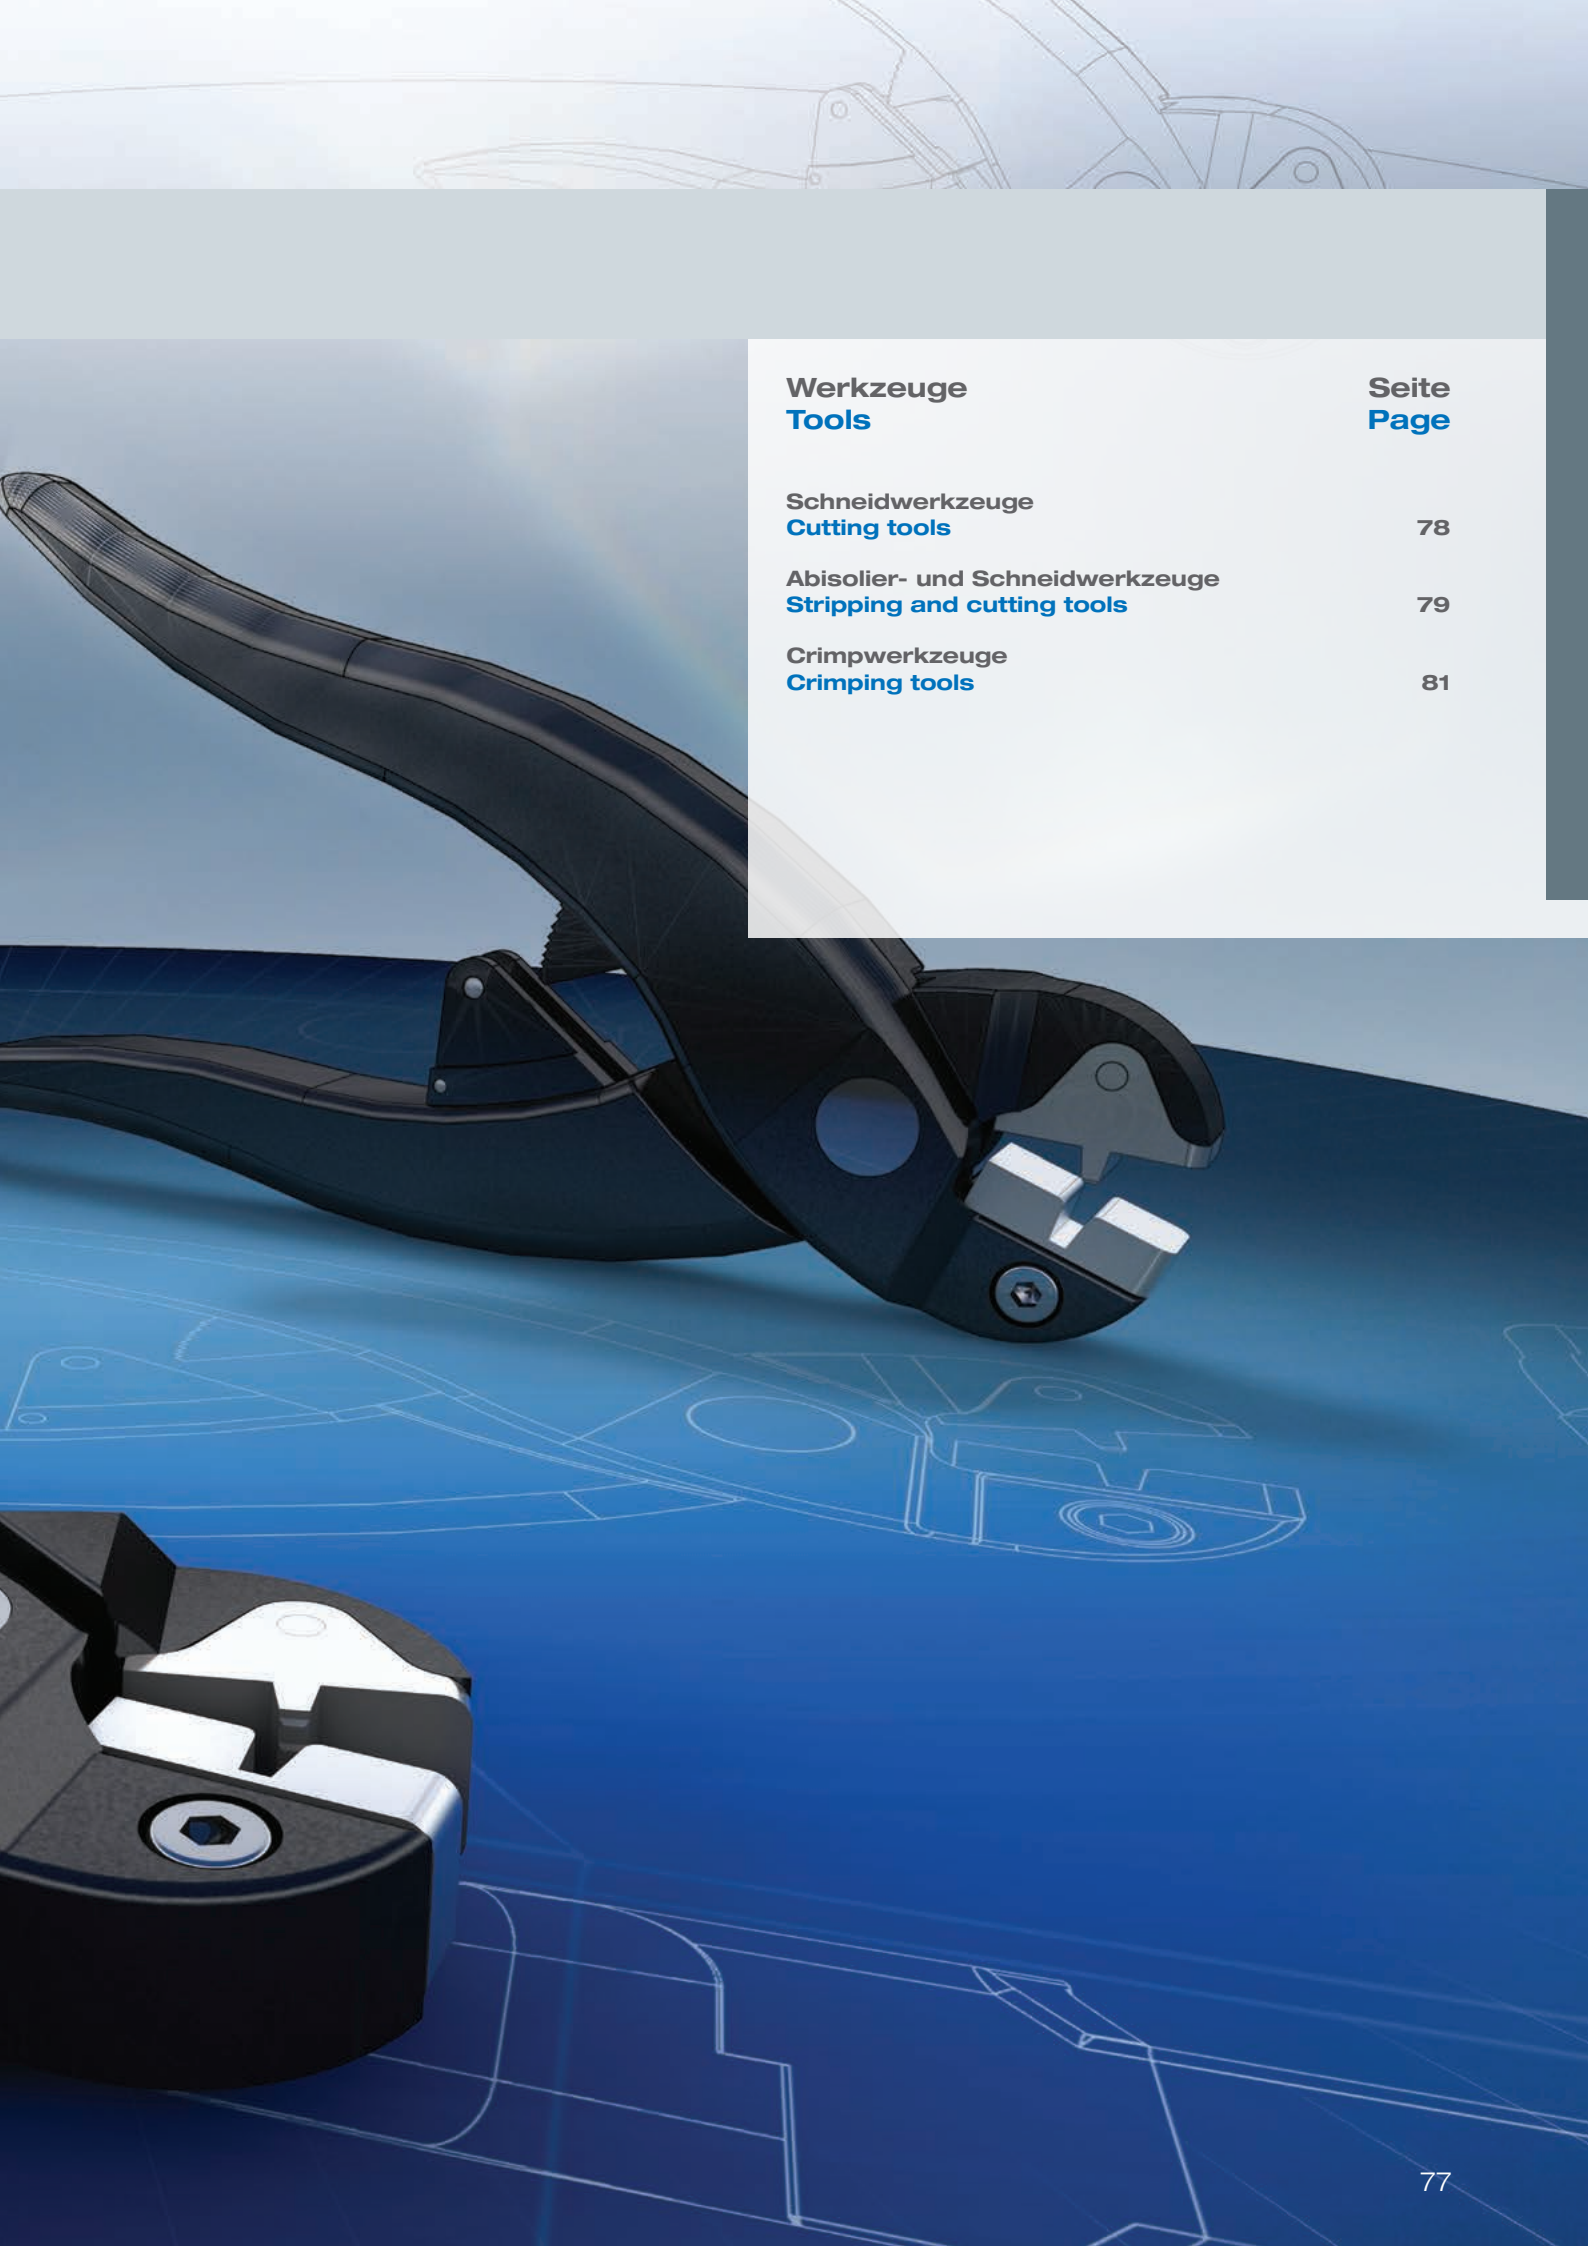 Werkzeuge Seite
Tools Page
Schneidwerkzeuge
Cutting tools 78
Abisolier- und Schneidwerkzeuge
Stripping and cutting tools 79
Crimpwerkzeuge
Crimping tools 81
77